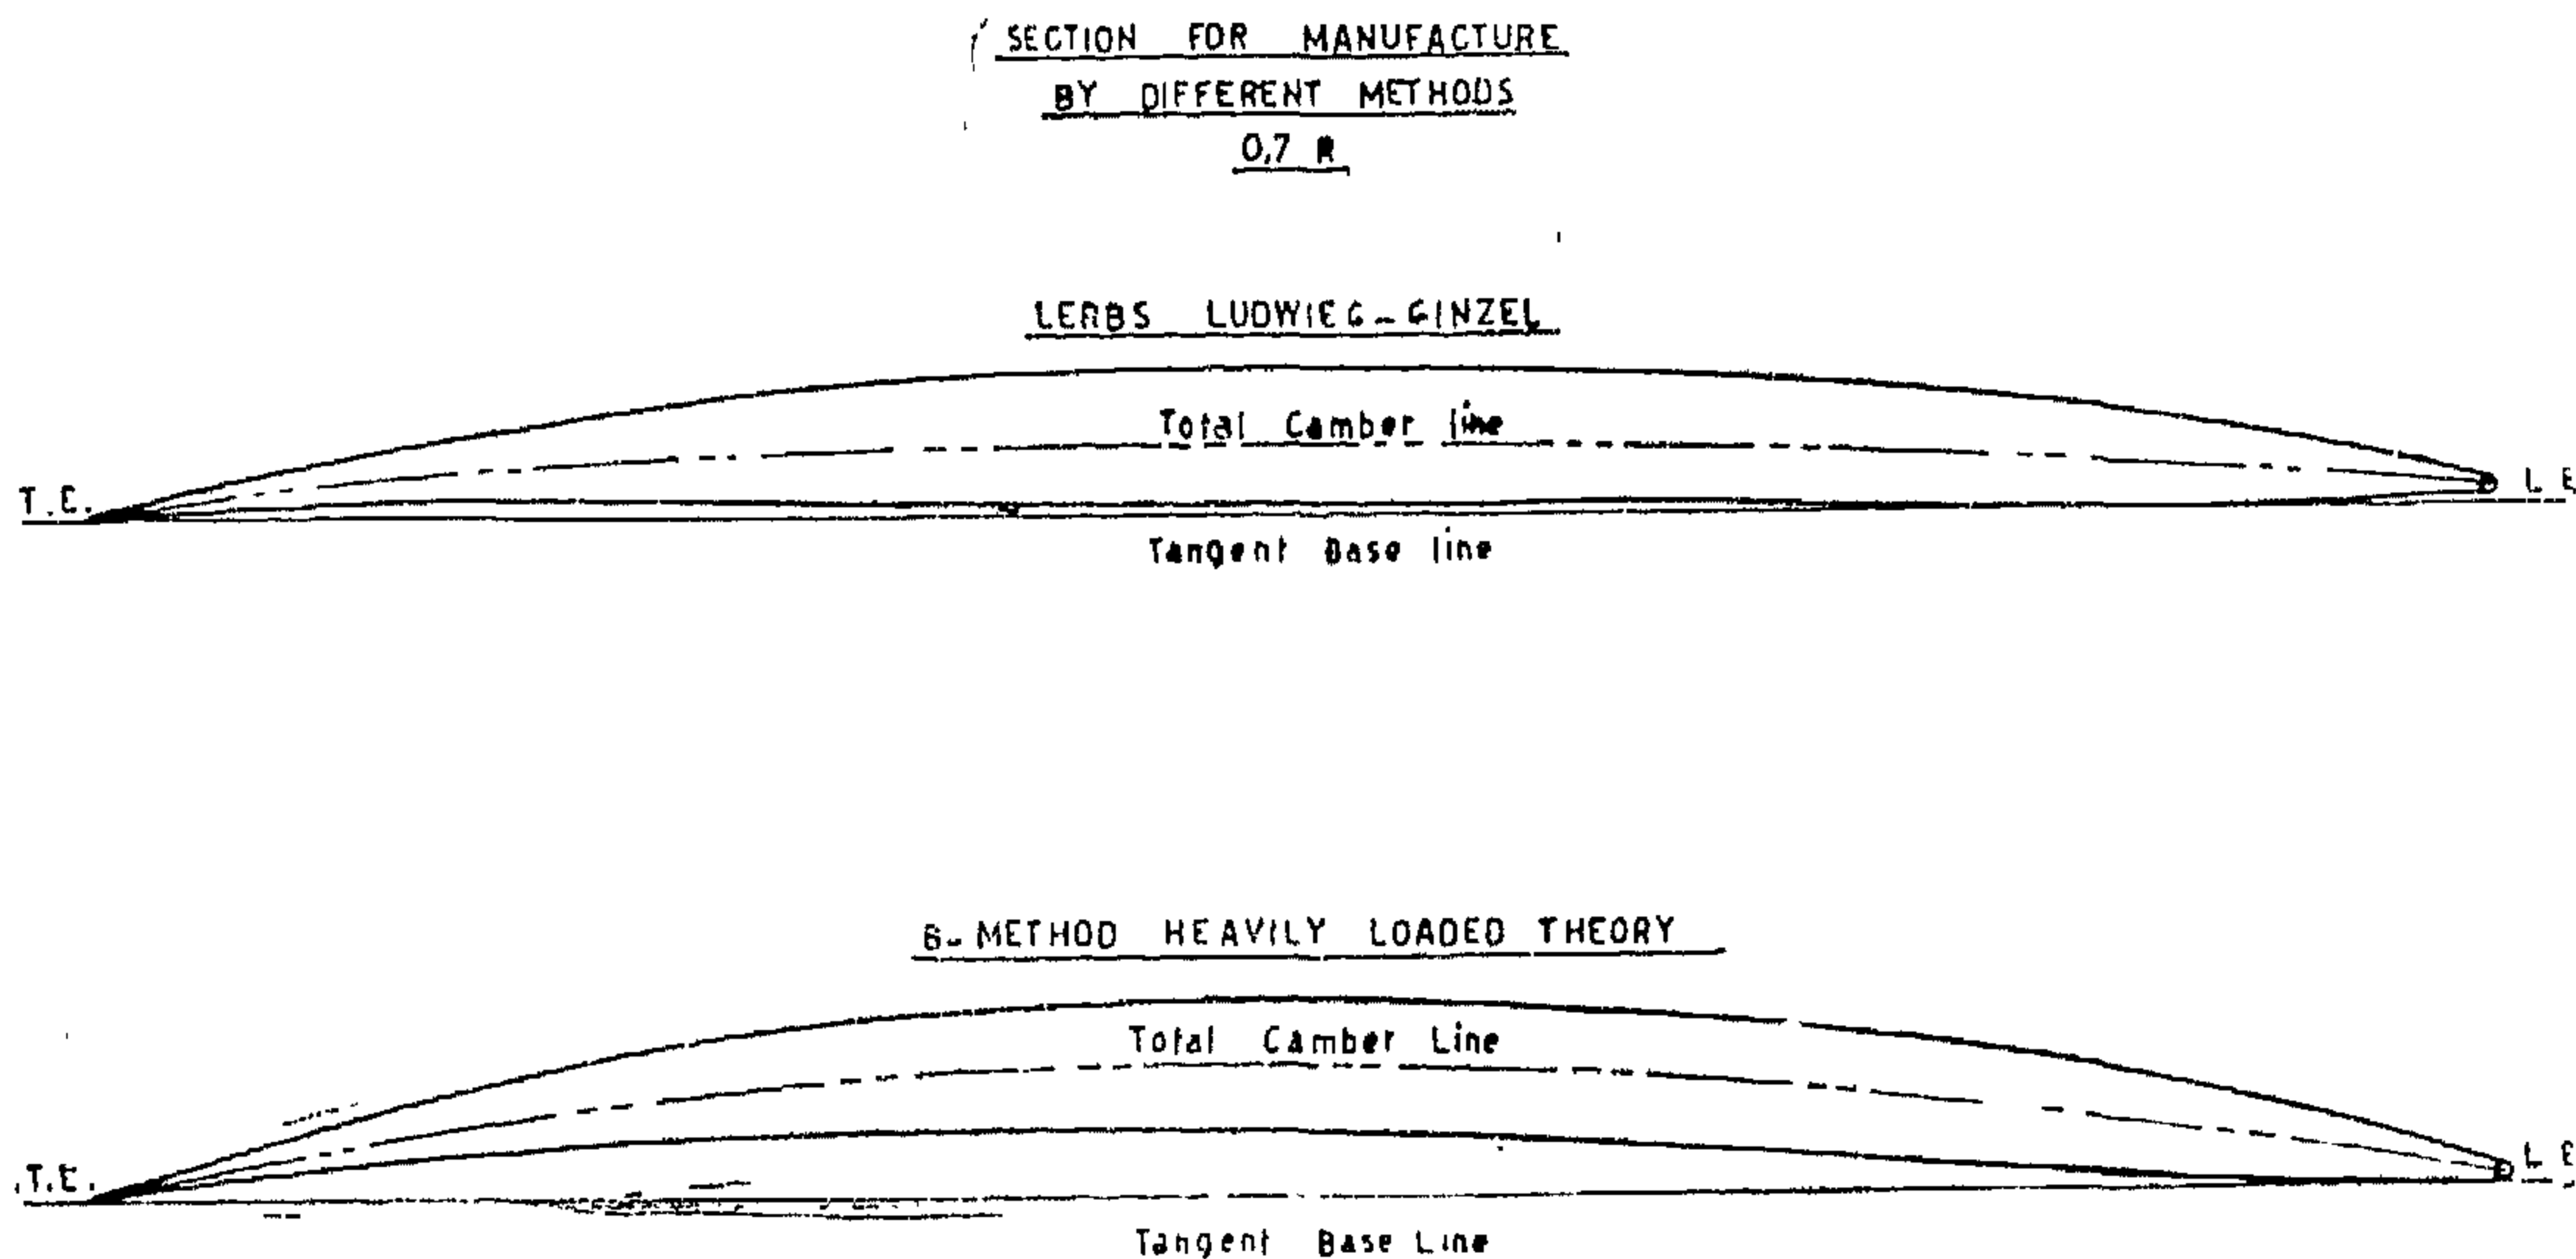 SECTION FOR MANUFACTURE
BY DIFFERENT METHODS
0,7 R
LERBS LUDWIEG-GINZEL
Total Camber line
T.E.
L E
Tangent Base line
6- METHOD HEAVILY LOADED THEORY
Total Camber Line
T.E.
L E
Tangent Base Line